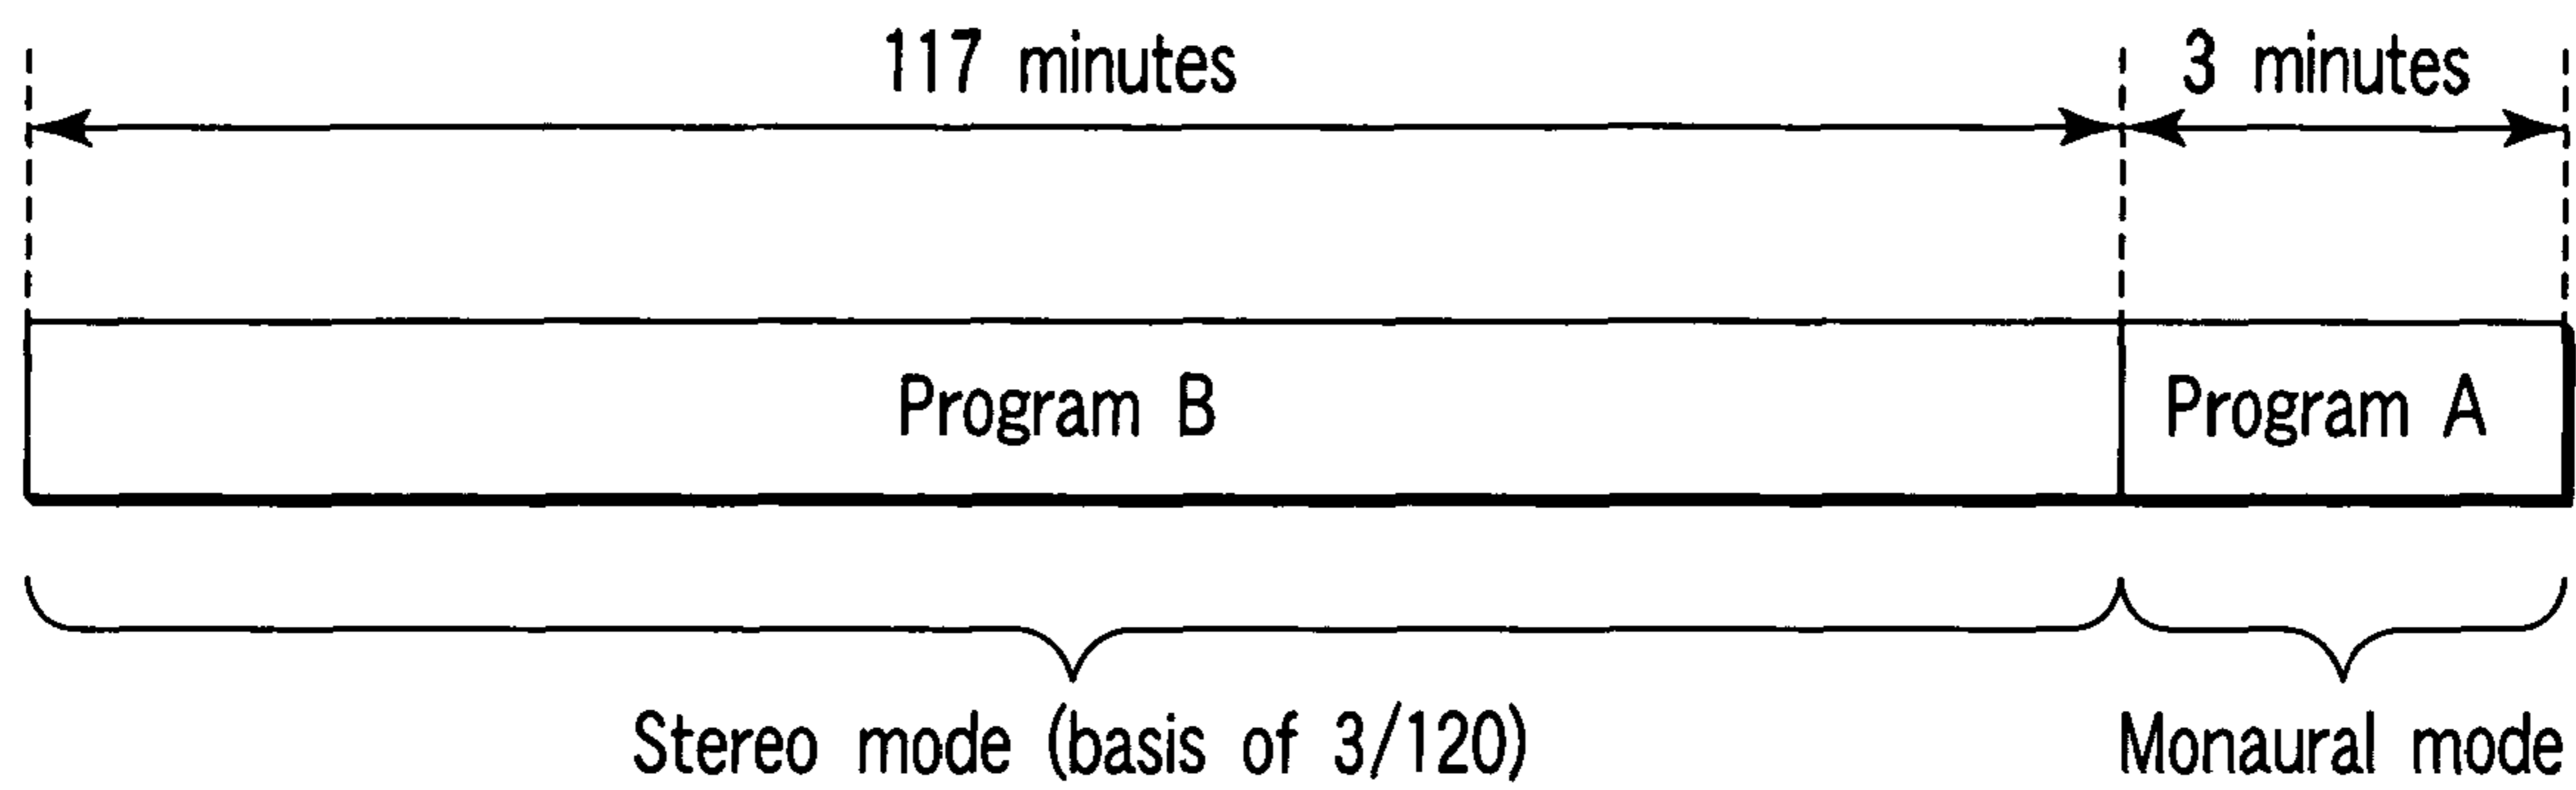 117 minutes
3 minutes
Program B
Program A
Stereo mode (basis of 3/120)
Monaural mode